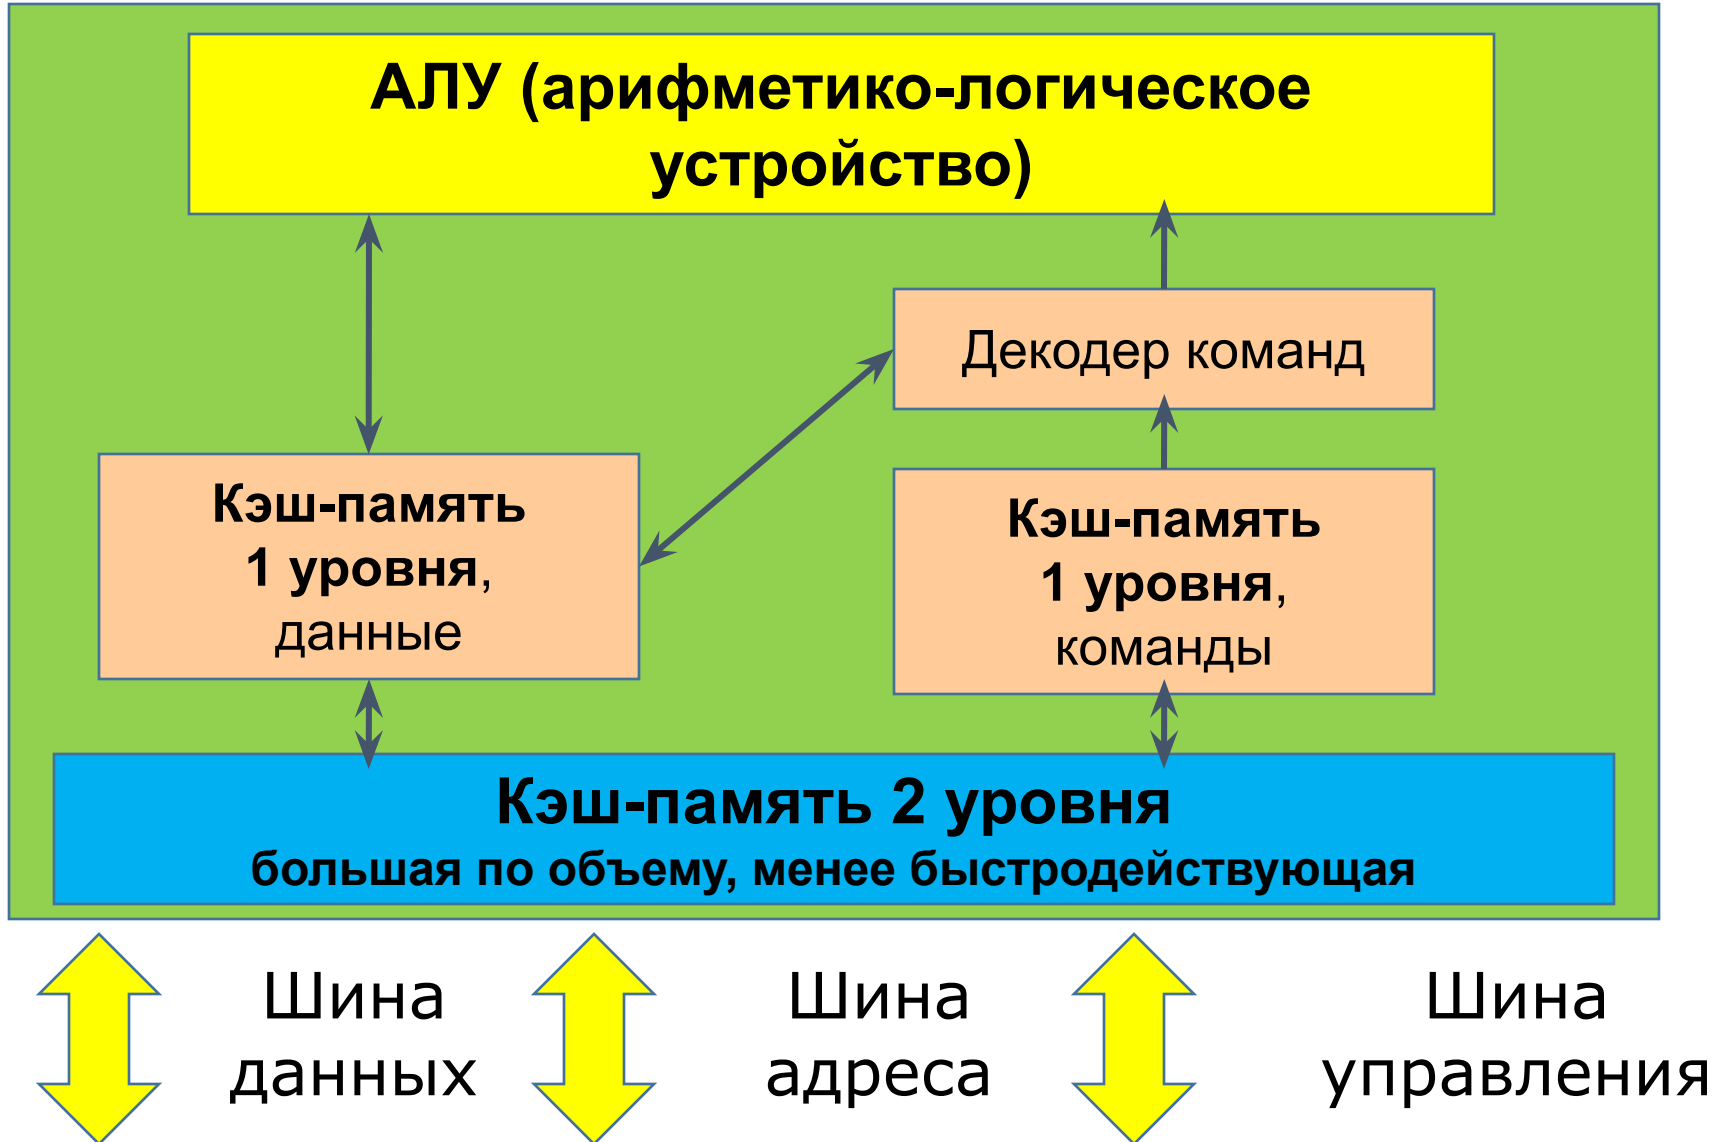 АЛУ (арифметико-логическое
устройство)
Декодер команд
Кэш-память
1 уровня,
данные
Кэш-память
1 уровня,
команды
Кэш-память 2 уровня
большая по объему, менее быстродействующая
Шина
данных
Шина
адреса
Шина
управления